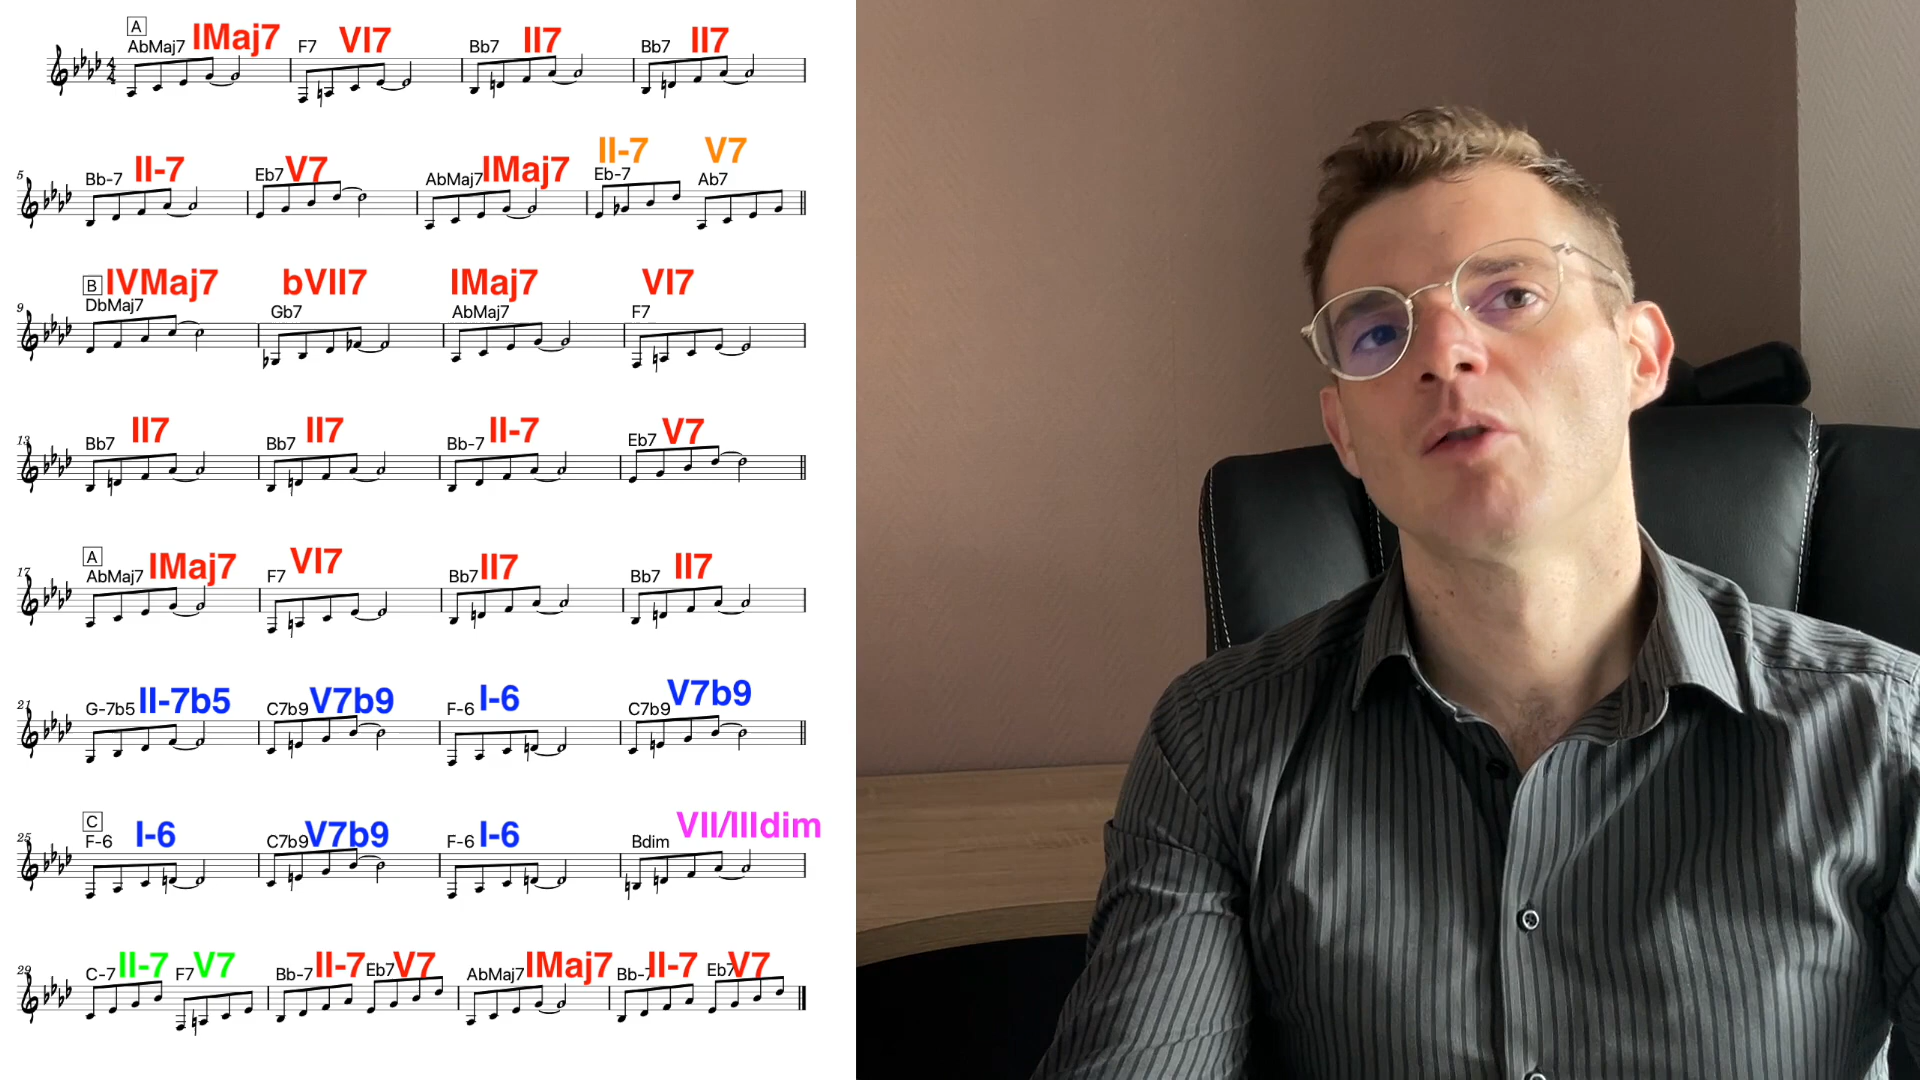 A
AbMaj7 IMaj7 F7 VI7 Bb7 II7 Bb7 II7
4
4
5
Bb-7 II-7 Eb7 V7 AbMaj7 IMaj7 Eb-7 II-7 Ab7 V7
9
B DbMaj7 IVMaj7 Gb7 bVII7 AbMaj7 IMaj7 F7 VI7
13
Bb7 II7 Bb7 II7 Bb-7 II-7 Eb7 V7
17
A
AbMaj7 IMaj7 F7 VI7 Bb7 II7 Bb7 II7
21
G-7b5 II-7b5 C7b9 V7b9 F-6 I-6 C7b9 V7b9
25
C
F-6 I-6 C7b9 V7b9 F-6 I-6 Bdim VII/IIIdim
29
C-7 II-7 F7 V7 Bb-7 II-7 Eb7 V7 AbMaj7 IMaj7 Bb-7 II-7 Eb7 V7